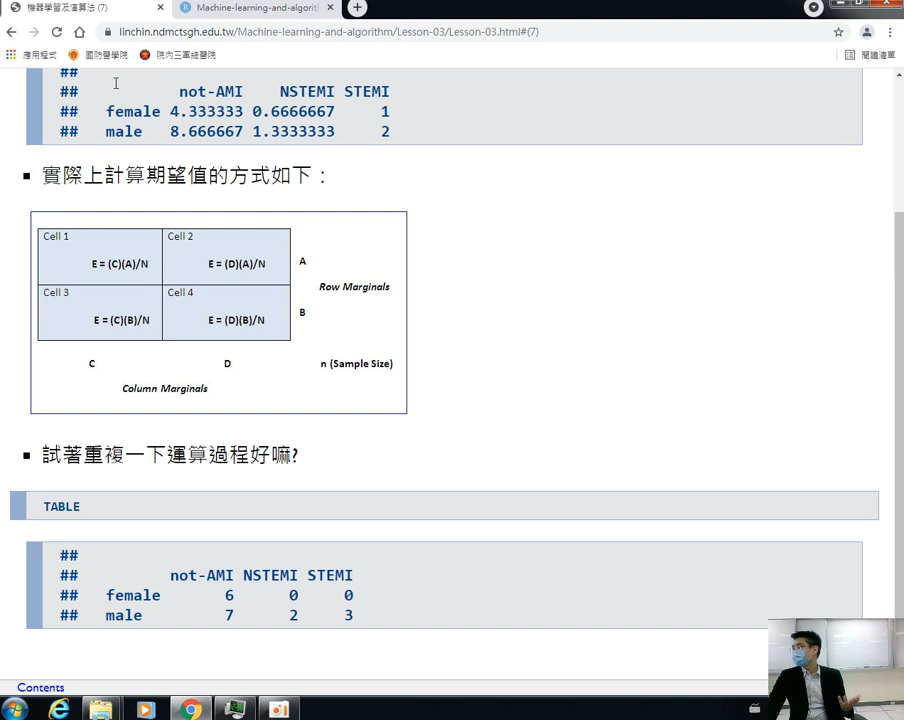 機器學習及演算法 (7)
Machine-learning-and-algorith
linchin.ndmctsgh.edu.tw/Machine-learning-and-algorithm/Lesson-03/Lesson-03.html#(7)
應用程式 國防醫學院 院內三軍總醫院 閱讀清單
##
## not-AMI NSTEMI STEMI
## female 4.333333 0.6666667 1
## male 8.666667 1.3333333 2
實際上計算期望值的方式如下：
Cell 1 Cell 2
E = (C)(A)/N E = (D)(A)/N A
Row Marginals
Cell 3 Cell 4
E = (C)(B)/N E = (D)(B)/N B
C D n (Sample Size)
Column Marginals
試著重複一下運算過程好嘛?
TABLE
##
## not-AMI NSTEMI STEMI
## female 6 0 0
## male 7 2 3
Contents